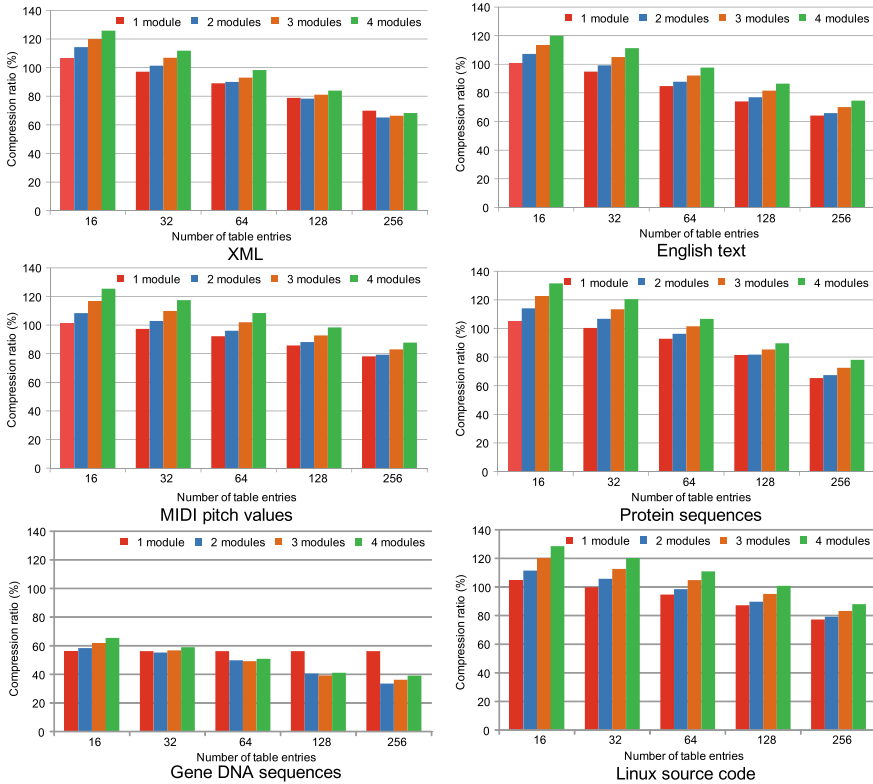 140
120
100
80
60
40
20
0
Compression ratio (%)
1 module 2 modules 3 modules 4 modules
16 32 64 128 256
Number of table entries
XML
140
120
100
80
60
40
20
0
Compression ratio (%)
1 module 2 modules 3 modules 4 modules
16 32 64 128 256
Number of table entries
English text
140
120
100
80
60
40
20
0
Compression ratio (%)
1 module 2 modules 3 modules 4 modules
16 32 64 128 256
Number of table entries
MIDI pitch values
140
120
100
80
60
40
20
0
Compression ratio (%)
1 module 2 modules 3 modules 4 modules
16 32 64 128 256
Number of table entries
Protein sequences
140
120
100
80
60
40
20
0
Compression ratio (%)
1 module 2 modules 3 modules 4 modules
16 32 64 128 256
Number of table entries
Gene DNA sequences
140
120
100
80
60
40
20
0
Compression ratio (%)
1 module 2 modules 3 modules 4 modules
16 32 64 128 256
Number of table entries
Linux source code